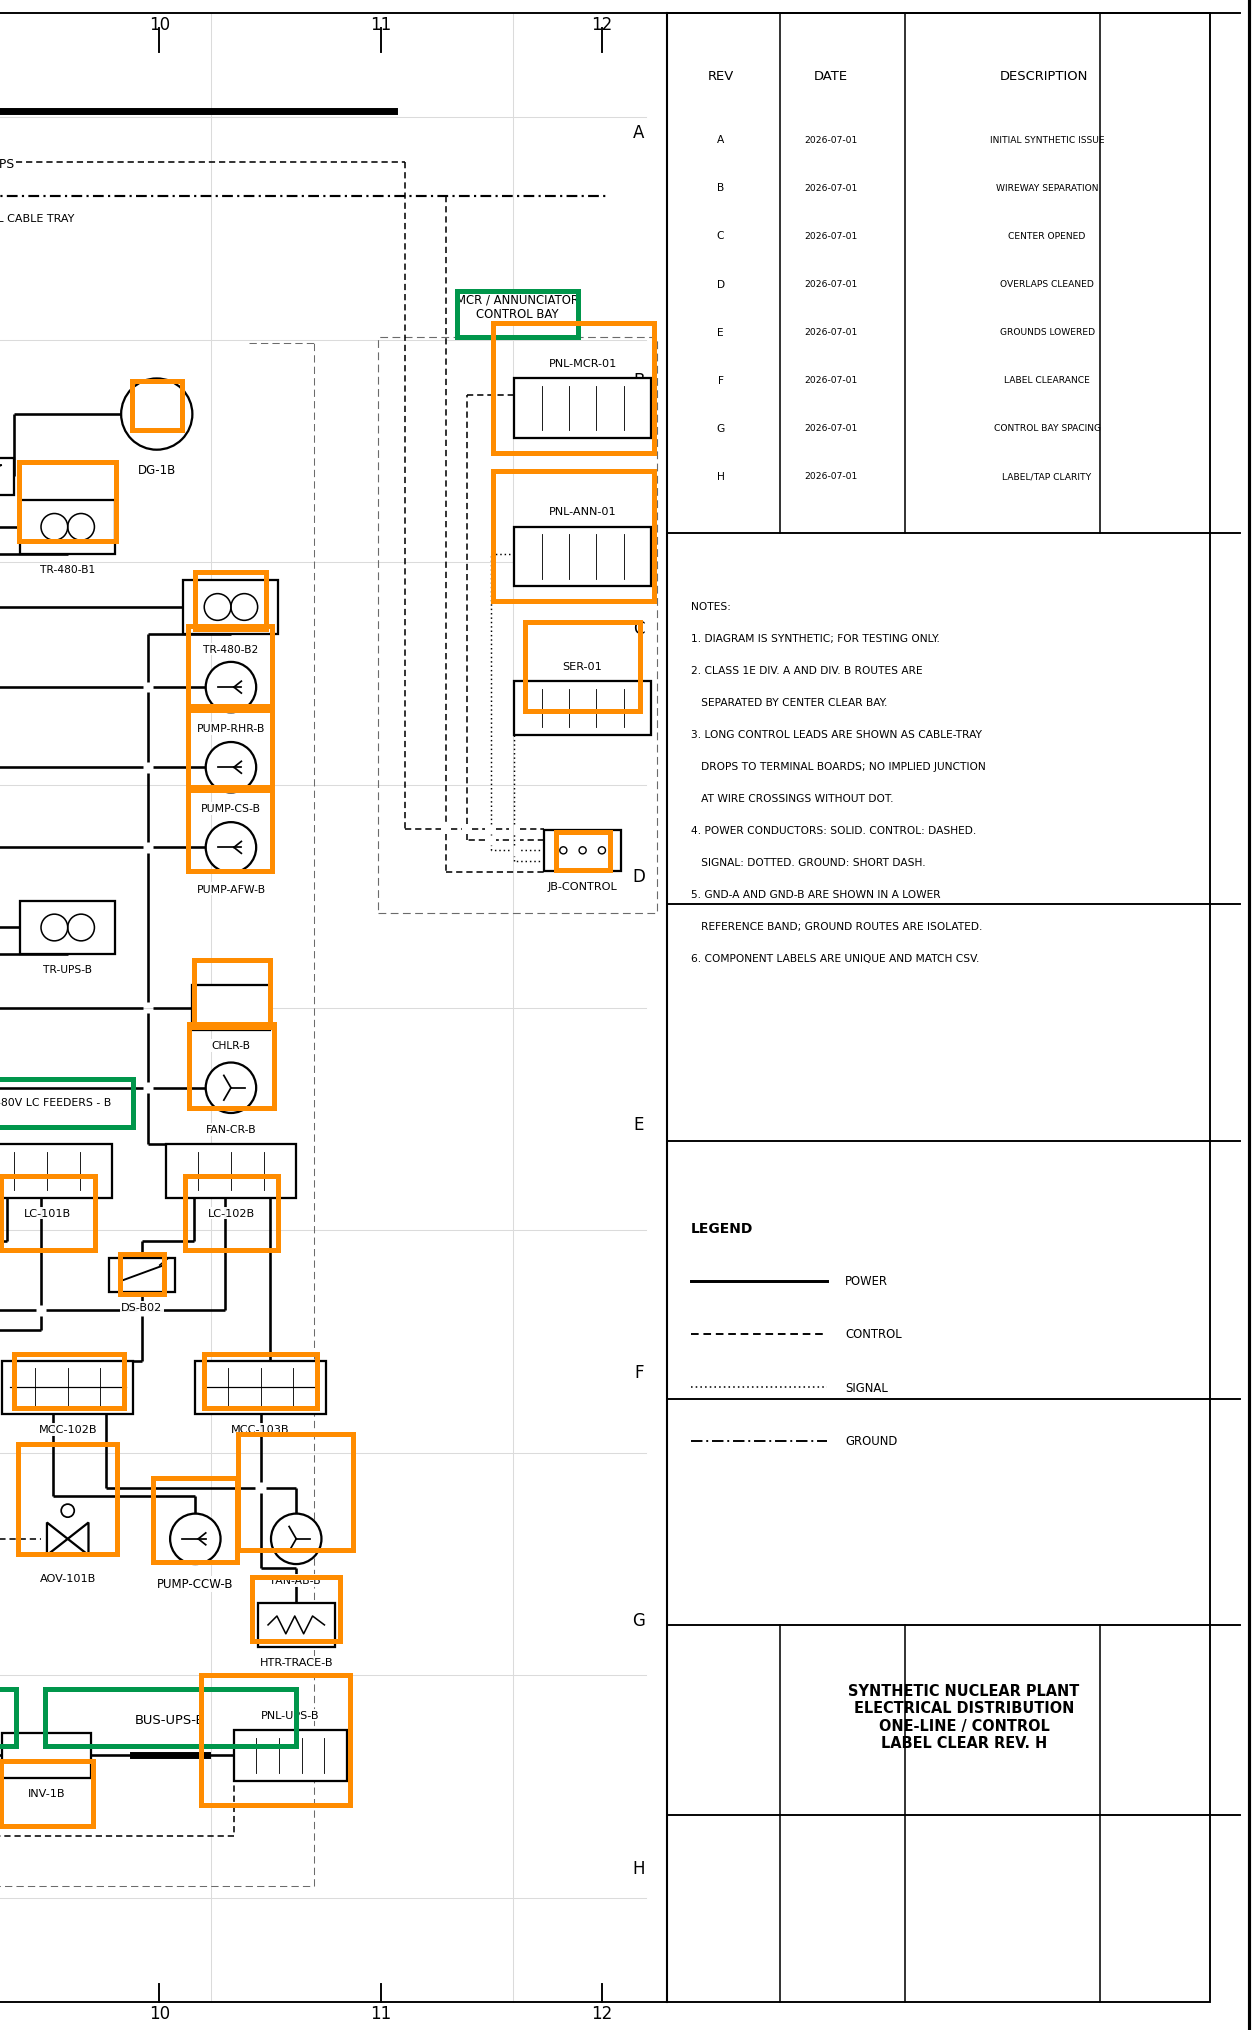 10 11 12
REV DATE DESCRIPTION
A
A 2026-07-01 INITIAL SYNTHETIC ISSUE
PS
B 2026-07-01 WIREWAY SEPARATION
L CABLE TRAY
C 2026-07-01 CENTER OPENED
D 2026-07-01 OVERLAPS CLEANED
MCR / ANNUNCIATOR
CONTROL BAY
E 2026-07-01 GROUNDS LOWERED
PNL-MCR-01
B
F 2026-07-01 LABEL CLEARANCE
G 2026-07-01 CONTROL BAY SPACING
DG-1B
H 2026-07-01 LABEL/TAP CLARITY
PNL-ANN-01
TR-480-B1
NOTES:
C
1. DIAGRAM IS SYNTHETIC; FOR TESTING ONLY.
TR-480-B2
SER-01
2. CLASS 1E DIV. A AND DIV. B ROUTES ARE
SEPARATED BY CENTER CLEAR BAY.
PUMP-RHR-B
3. LONG CONTROL LEADS ARE SHOWN AS CABLE-TRAY
DROPS TO TERMINAL BOARDS; NO IMPLIED JUNCTION
AT WIRE CROSSINGS WITHOUT DOT.
PUMP-CS-B
4. POWER CONDUCTORS: SOLID. CONTROL: DASHED.
SIGNAL: DOTTED. GROUND: SHORT DASH.
D
PUMP-AFW-B
JB-CONTROL
5. GND-A AND GND-B ARE SHOWN IN A LOWER
REFERENCE BAND; GROUND ROUTES ARE ISOLATED.
6. COMPONENT LABELS ARE UNIQUE AND MATCH CSV.
TR-UPS-B
CHLR-B
80V LC FEEDERS - B
E
FAN-CR-B
LC-101B
LC-102B
LEGEND
POWER
DS-B02
CONTROL
F
SIGNAL
MCC-102B
MCC-103B
GROUND
AOV-101B
PUMP-CCW-B
FAN-AB-B
G
HTR-TRACE-B
SYNTHETIC NUCLEAR PLANT
ELECTRICAL DISTRIBUTION
ONE-LINE / CONTROL
LABEL CLEAR REV. H
BUS-UPS-B
PNL-UPS-B
INV-1B
H
10 11 12